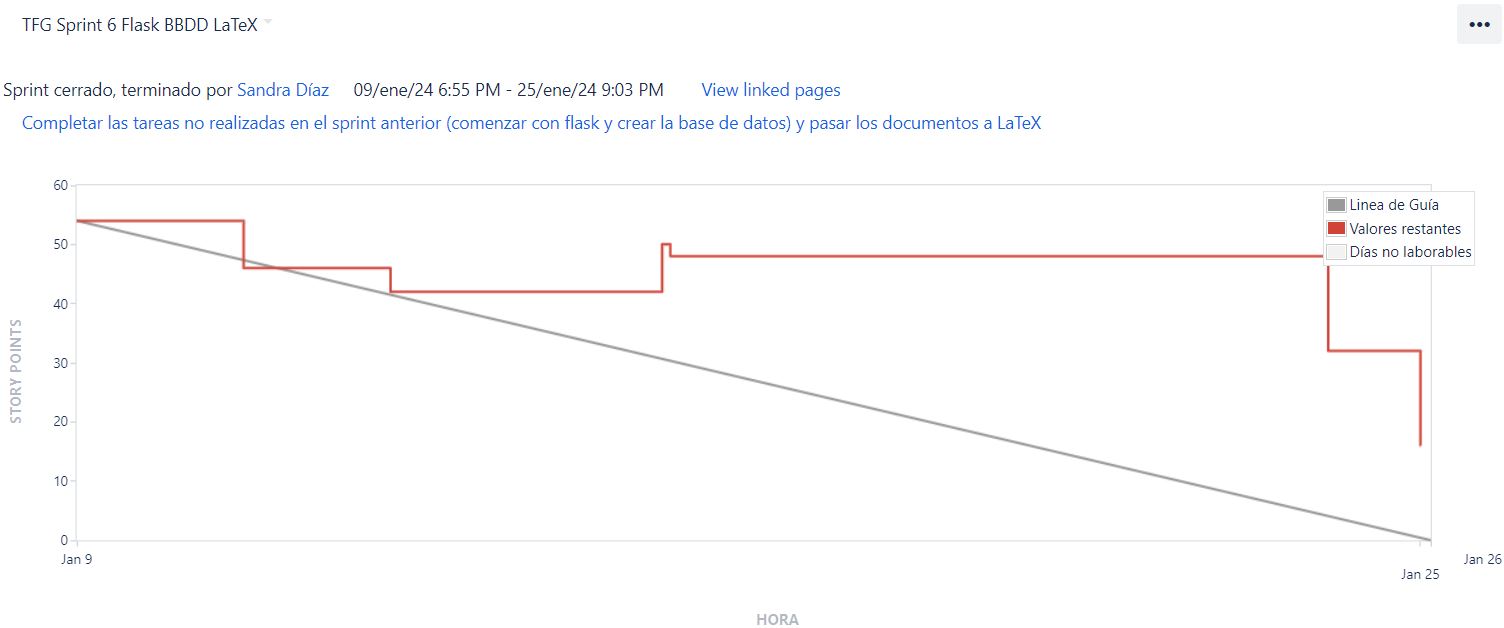 TFG Sprint 6 Flask BBDD LaTeX
Sprint cerrado, terminado por Sandra Díaz 09/ene/24 6:55 PM - 25/ene/24 9:03 PM View linked pages
Completar las tareas no realizadas en el sprint anterior (comenzar con flask y crear la base de datos) y pasar los documentos a LaTeX
60
Linea de Guía
Valores restantes
Días no laborables
50
40
30
20
10
0
STORY POINTS
Jan 9
Jan 26
Jan 25
HORA